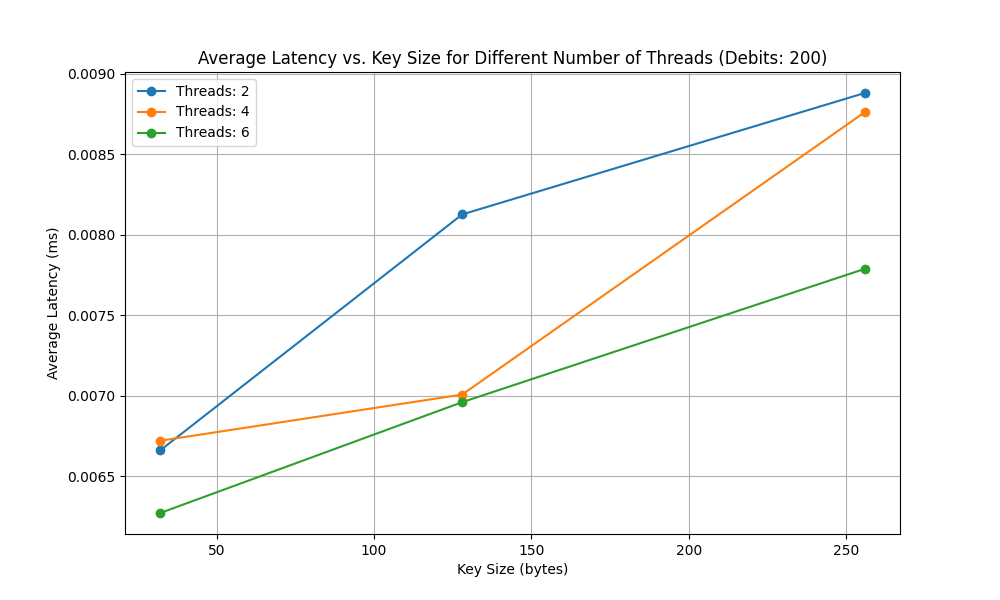 Average Latency vs. Key Size for Different Number of Threads (Debits: 200)
0.0090
0.0085
0.0080
0.0075
0.0070
0.0065
Average Latency (ms)
Threads: 2
Threads: 4
Threads: 6
50
100
150
200
250
Key Size (bytes)